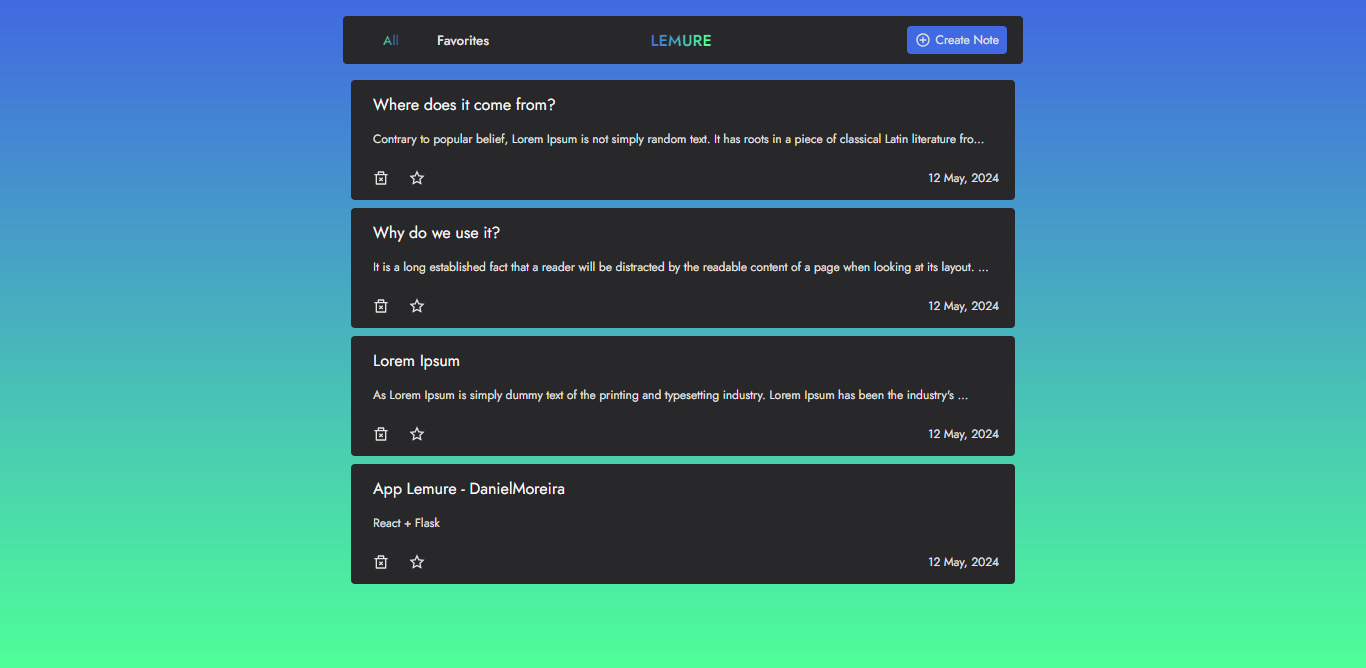 All Favorites LEMURE Create Note
Where does it come from?
Contrary to popular belief, Lorem Ipsum is not simply random text. It has roots in a piece of classical Latin literature fro...
12 May, 2024
Why do we use it?
It is a long established fact that a reader will be distracted by the readable content of a page when looking at its layout. ...
12 May, 2024
Lorem Ipsum
As Lorem Ipsum is simply dummy text of the printing and typesetting industry. Lorem Ipsum has been the industry's ...
12 May, 2024
App Lemure - DanielMoreira
React + Flask
12 May, 2024